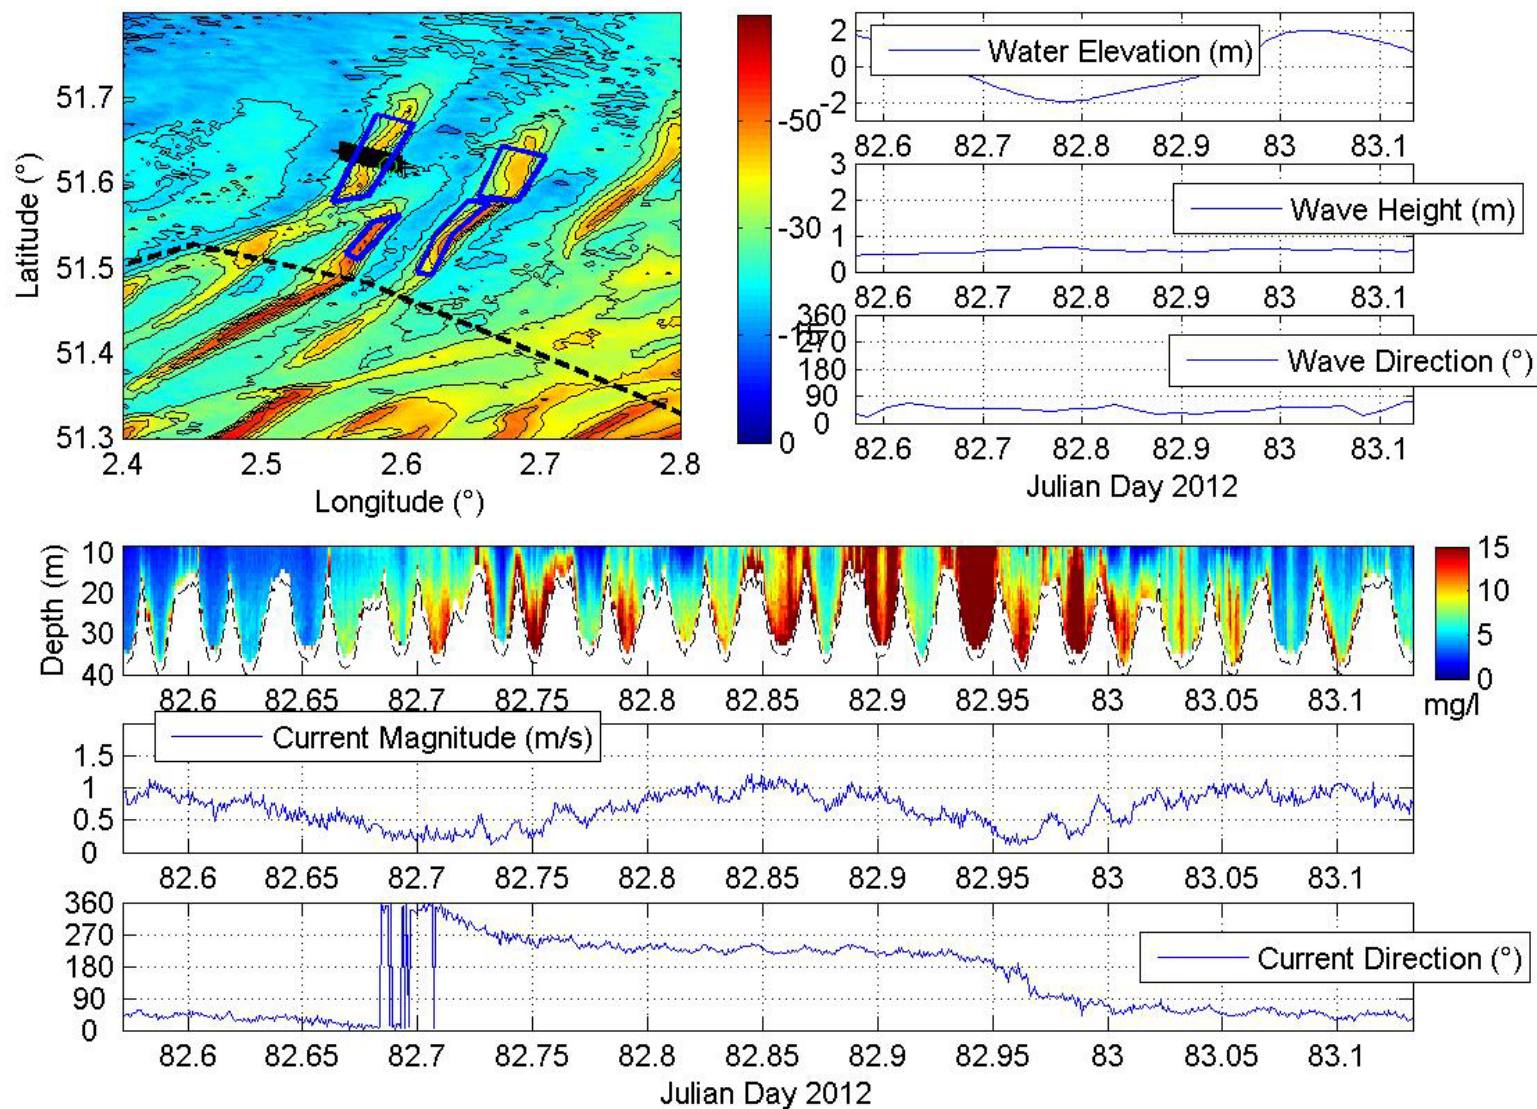 51.7
51.6
51.5
51.4
51.3
Latitude (°)
2.4 2.5 2.6 2.7 2.8
Longitude (°)
-50
-30
0
Water Elevation (m)
2
0
-2
82.6 82.7 82.8 82.9 83 83.1
Wave Height (m)
3
2
1
0
82.6 82.7 82.8 82.9 83 83.1
Wave Direction (°)
360
270
180
90
0
82.6 82.7 82.8 82.9 83 83.1
Julian Day 2012
Depth (m)
10
20
30
40
82.6 82.65 82.7 82.75 82.8 82.85 82.9 82.95 83 83.05 83.1
15
10
5
0
mg/l
Current Magnitude (m/s)
1.5
1
0.5
0
82.6 82.65 82.7 82.75 82.8 82.85 82.9 82.95 83 83.05 83.1
Current Direction (°)
360
270
180
90
0
82.6 82.65 82.7 82.75 82.8 82.85 82.9 82.95 83 83.05 83.1
Julian Day 2012